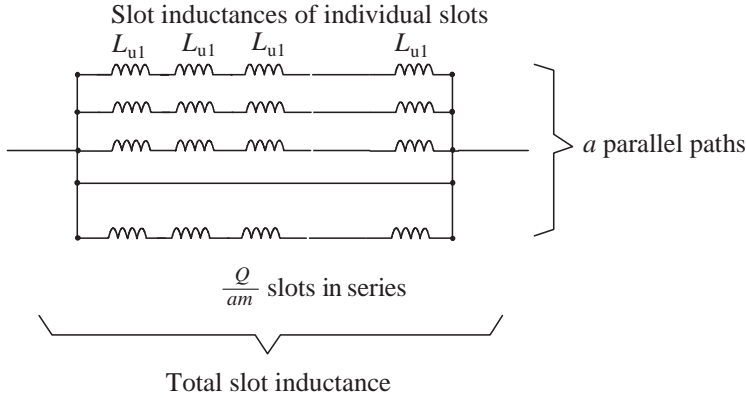 Slot inductances of individual slots
L_u1 L_u1 L_u1 L_u1
a parallel paths
Q/am slots in series
Total slot inductance